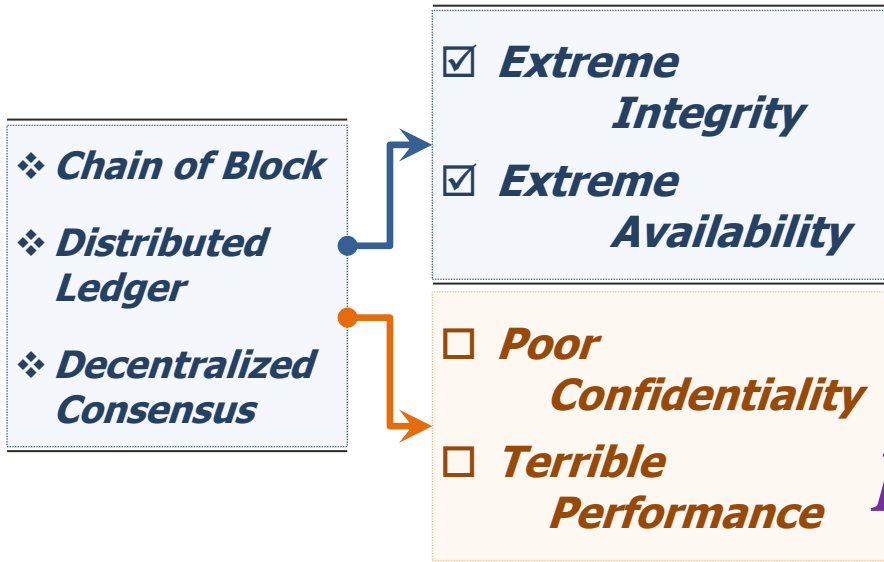 ❖ Chain of Block
❖ Distributed
Ledger
❖ Decentralized
Consensus
☑ Extreme
Integrity
☑ Extreme
Availability
☐ Poor
Confidentiality
☐ Terrible
Performance